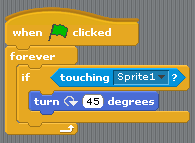 when clicked
forever
if touching Sprite1 ?
turn 45 degrees